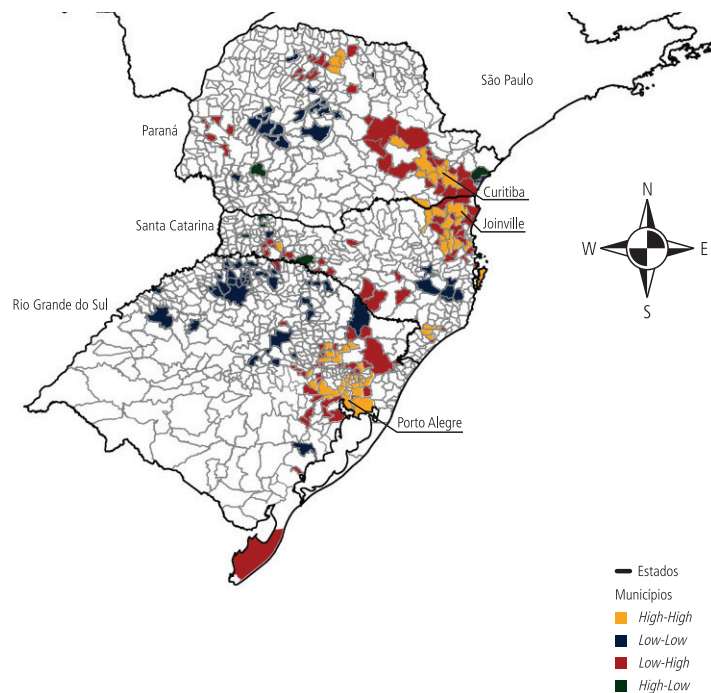 São Paulo
Paraná
Curitiba
Santa Catarina
Joinville
N
W
E
S
Rio Grande do Sul
Porto Alegre
Estados
Municípios
High-High
Low-Low
Low-High
High-Low